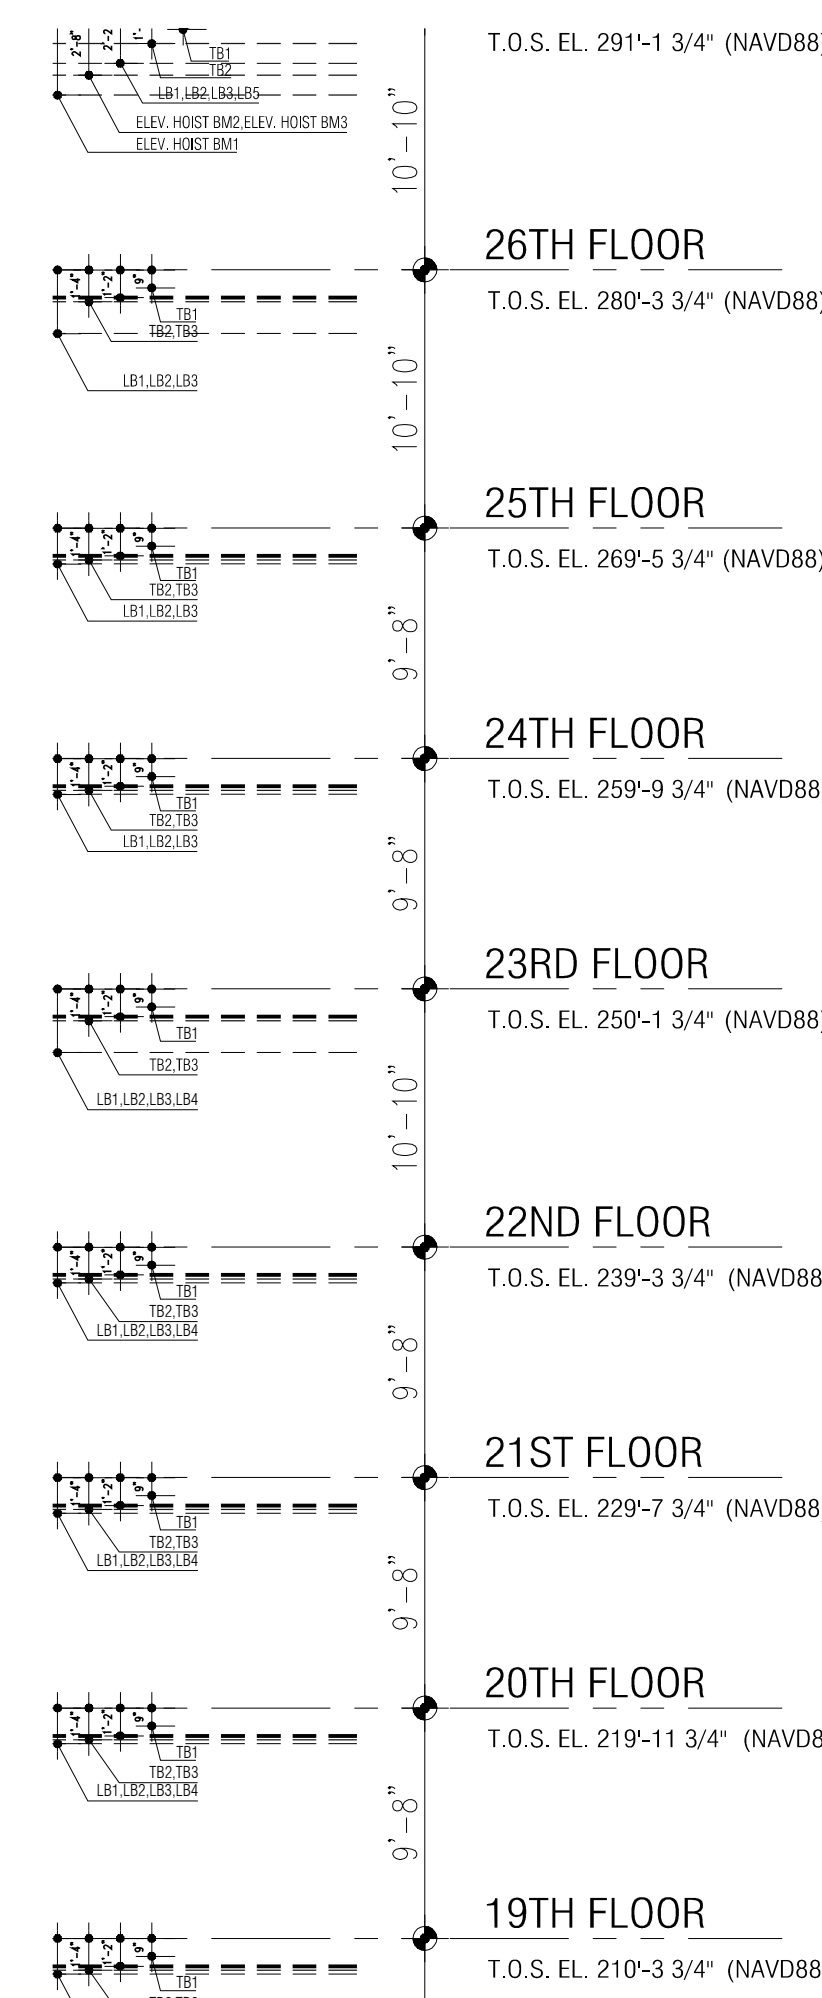 T.O.S. EL. 291'-1 3/4" (NAVD88)
2'-8"
2'-2
1'-
TB1
TB2
LB1,LB2,LB3,LB5
ELEV. HOIST BM2,ELEV. HOIST BM3
ELEV. HOIST BM1
10'-10"
26TH FLOOR
T.O.S. EL. 280'-3 3/4" (NAVD88)
1'-4"
1'-2"
9"
TB1
TB2,TB3
LB1,LB2,LB3
10'-10"
25TH FLOOR
T.O.S. EL. 269'-5 3/4" (NAVD88)
1'-4"
1'-2"
9"
TB1
TB2,TB3
LB1,LB2,LB3
9'-8"
24TH FLOOR
T.O.S. EL. 259'-9 3/4" (NAVD88
1'-4"
1'-2"
9"
TB1
TB2,TB3
LB1,LB2,LB3
9'-8"
23RD FLOOR
T.O.S. EL. 250'-1 3/4" (NAVD88)
1'-4"
1'-2"
9"
TB1
TB2,TB3
LB1,LB2,LB3,LB4
10'-10"
22ND FLOOR
T.O.S. EL. 239'-3 3/4" (NAVD88
1'-4"
1'-2"
9"
TB1
TB2,TB3
LB1,LB2,LB3,LB4
9'-8"
21ST FLOOR
T.O.S. EL. 229'-7 3/4" (NAVD88
1'-4"
1'-2"
9"
TB1
TB2,TB3
LB1,LB2,LB3,LB4
9'-8"
20TH FLOOR
T.O.S. EL. 219'-11 3/4" (NAVD8
1'-4"
1'-2"
9"
TB1
TB2,TB3
LB1,LB2,LB3,LB4
9'-8"
19TH FLOOR
T.O.S. EL. 210'-3 3/4" (NAVD88
1'-4"
1'-2"
9"
TB1